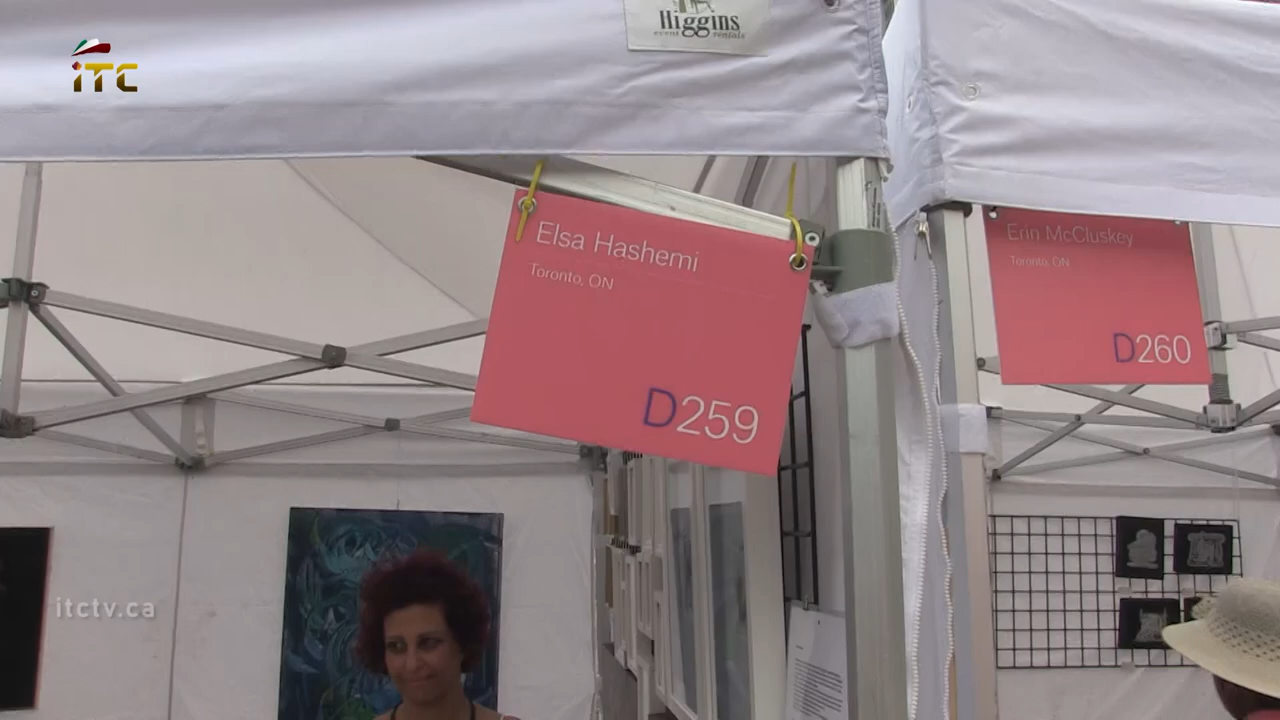 Higgins
event rentals
iTC
Elsa Hashemi
Toronto, ON
D259
Erin McCluskey
Toronto, ON
D260
itctv.ca